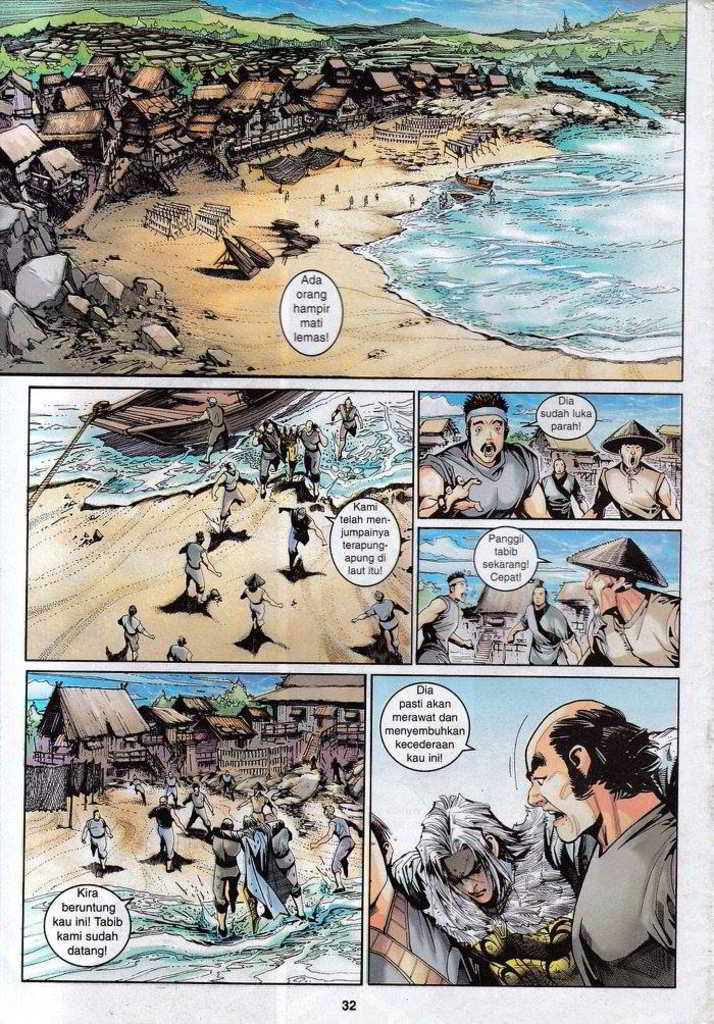 Ada
orang
hampir
mati
lemas!
Kami
telah men-
jumpainya
terapung-
apung di
laut itu!
Dia
sudah luka
parah!
Panggil
tabib
sekarang!
Cepat!
Kira
beruntung
kau ini! Tabib
kami sudah
datang!
Dia
pasti akan
merawat dan
menyembuhkan
kecederaan
kau ini!
32